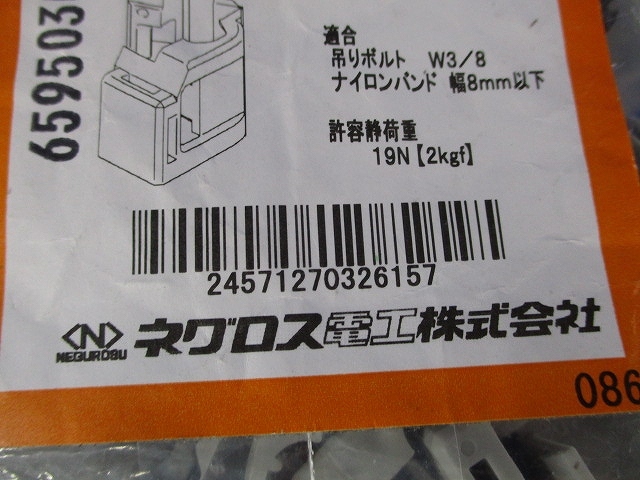 659503
適合
吊りボルト W3/8
ナイロンバンド 幅8mm以下
許容静荷重
19N【2kgf】
24571270326157
<N> ネグロス電工株式会社
NEGUROSU
086